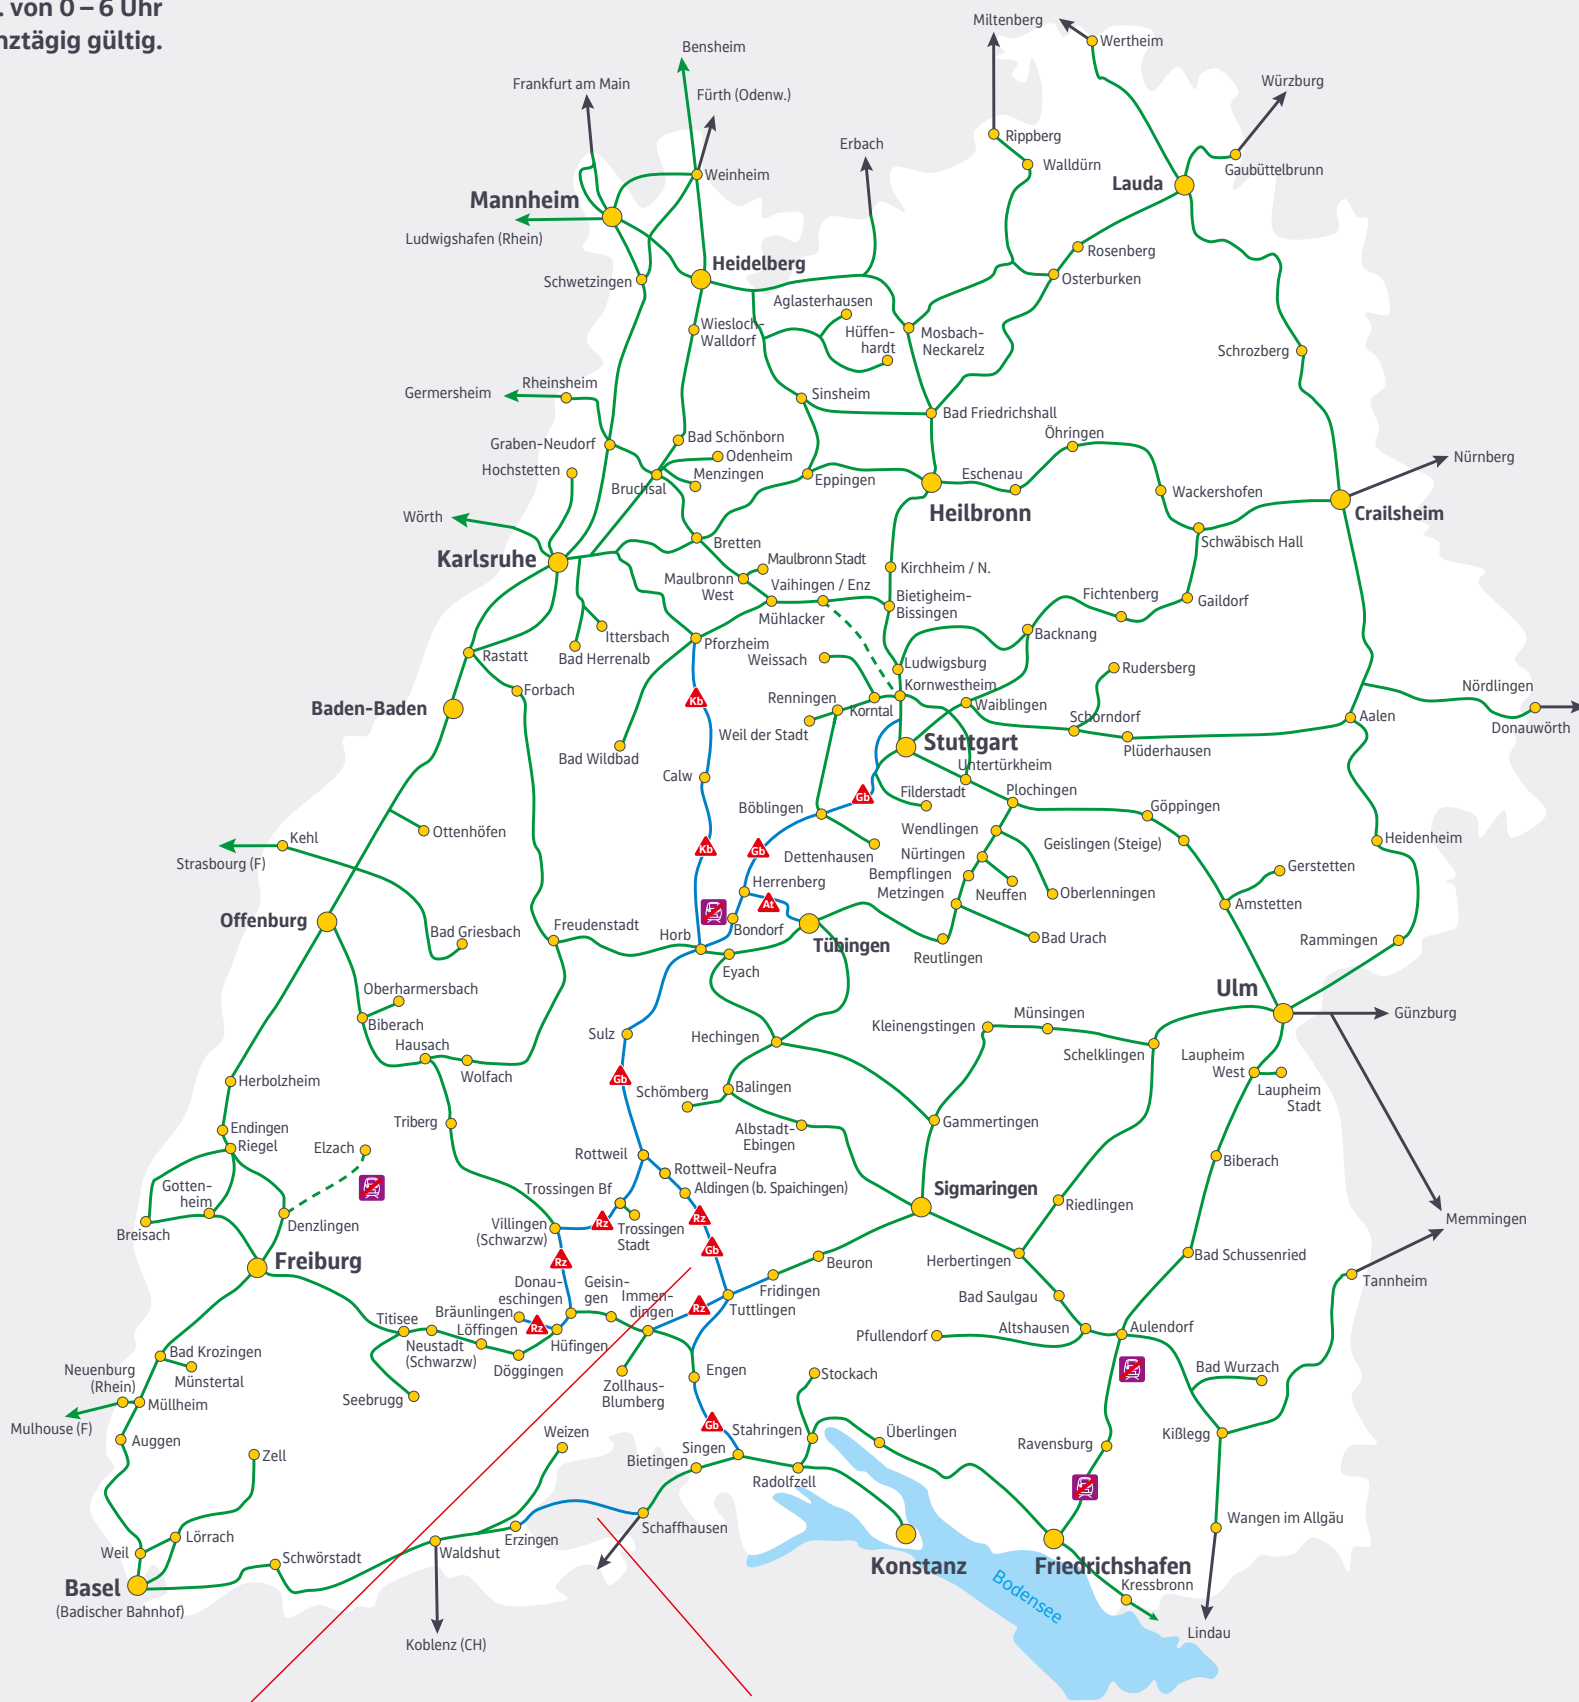 . von 0 – 6 Uhr
nztägig gültig.
Miltenberg
Wertheim
Bensheim
Frankfurt am Main
Fürth (Odenw.)
Würzburg
Erbach
Rippberg
Walldürn
Gaubüttelbrunn
Weinheim
Lauda
Mannheim
Ludwigshafen (Rhein)
Rosenberg
Heidelberg
Osterburken
Schwetzingen
Aglasterhausen
Wiesloch-
Walldorf
Hüffen-
hardt
Mosbach-
Neckarelz
Schrozberg
Rheinsheim
Germersheim
Sinsheim
Bad Friedrichshall
Graben-Neudorf
Bad Schönborn
Öhringen
Odenheim
Nürnberg
Hochstetten
Menzingen
Eppingen
Eschenau
Bruchsal
Wackershofen
Wörth
Heilbronn
Crailsheim
Karlsruhe
Bretten
Schwäbisch Hall
Maulbronn Stadt
Kirchheim / N.
Maulbronn
West
Vaihingen / Enz
Bietigheim-
Bissingen
Fichtenberg
Gaildorf
Mühlacker
Ittersbach
Backnang
Pforzheim
Bad Herrenalb
Weissach
Ludwigsburg
Rudersberg
Rastatt
Kornwestheim
Forbach
Renningen
Korntal
Waiblingen
Nördlingen
Baden-Baden
Weil der Stadt
Schorndorf
Aalen
Donauwörth
Kb
Stuttgart
Plüderhausen
Bad Wildbad
Untertürkheim
Calw
Gb
Filderstadt
Plochingen
Böblingen
Göppingen
Ottenhöfen
Wendlingen
Kehl
Kb
Gb
Geislingen (Steige)
Heidenheim
Strasbourg (F)
Dettenhausen
Nürtingen
Bempflingen
Gerstetten
Herrenberg
Metzingen
Neuffen
Oberlenningen
At
Amstetten
Offenburg
Freudenstadt
Bad Griesbach
Horb
Bondorf
Tübingen
Bad Urach
Rammingen
Eyach
Reutlingen
Oberharmersbach
Ulm
Biberach
Günzburg
Sulz
Hechingen
Kleinengstingen
Münsingen
Hausach
Schelklingen
Laupheim
West
Wolfach
Herbolzheim
Gb
Schömberg
Balingen
Laupheim
Stadt
Triberg
Endingen
Albstadt-
Ebingen
Gammertingen
Riegel
Elzach
Rottweil
Rottweil-Neufra
Biberach
Gotten-
heim
Trossingen Bf
Aldingen (b. Spaichingen)
Sigmaringen
Riedlingen
Breisach
Denzlingen
Villingen
(Schwarzw)
Rz
Trossingen
Stadt
Rz
Memmingen
Freiburg
Rz
Gb
Beuron
Herbertingen
Bad Schussenried
Tannheim
Donau-
eschingen
Geisin-
gen
Immen-
dingen
Fridingen
Rz
Tuttlingen
Bad Saulgau
Bräunlingen
Titisee
Löffingen
Rz
Altshausen
Aulendorf
Pfullendorf
Neustadt
(Schwarzw)
Hüfingen
Döggingen
Bad Krozingen
Münstertal
Neuenburg
(Rhein)
Engen
Stockach
Bad Wurzach
Zollhaus-
Blumberg
Seebrugg
Müllheim
Mulhouse (F)
Gb
Auggen
Weizen
Stahringen
Überlingen
Ravensburg
Kißlegg
Zell
Singen
Bietingen
Radolfzell
Lörrach
Schaffhausen
Wangen im Allgäu
Erzingen
Weil
Schwörstadt
Waldshut
Konstanz
Friedrichshafen
Basel
(Badischer Bahnhof)
Kressbronn
Bodensee
Koblenz (CH)
Lindau